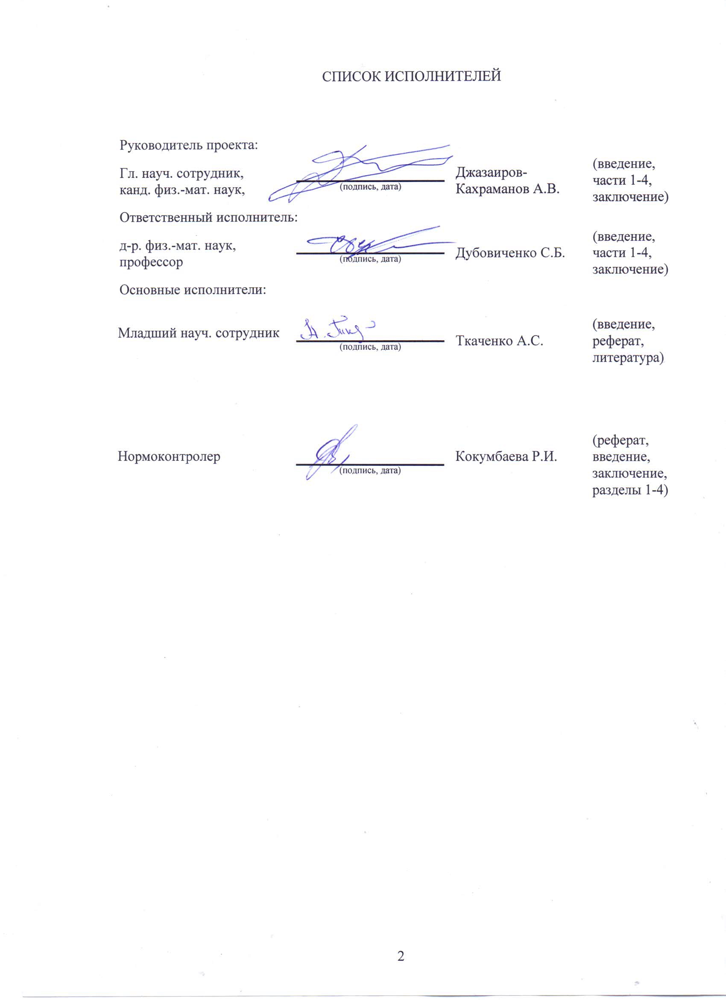 СПИСОК ИСПОЛНИТЕЛЕЙ
Руководитель проекта:
Гл. науч. сотрудник,
канд. физ.-мат. наук,
(подпись, дата)
Джазаиров-
Кахраманов А.В.
(введение,
части 1-4,
заключение)
Ответственный исполнитель:
д-р. физ.-мат. наук,
профессор
(подпись, дата)
Дубовиченко С.Б.
(введение,
части 1-4,
заключение)
Основные исполнители:
Младший науч. сотрудник
(подпись, дата)
Ткаченко А.С.
(введение,
реферат,
литература)
Нормоконтролер
(подпись, дата)
Кокумбаева Р.И.
(реферат,
введение,
заключение,
разделы 1-4)
2